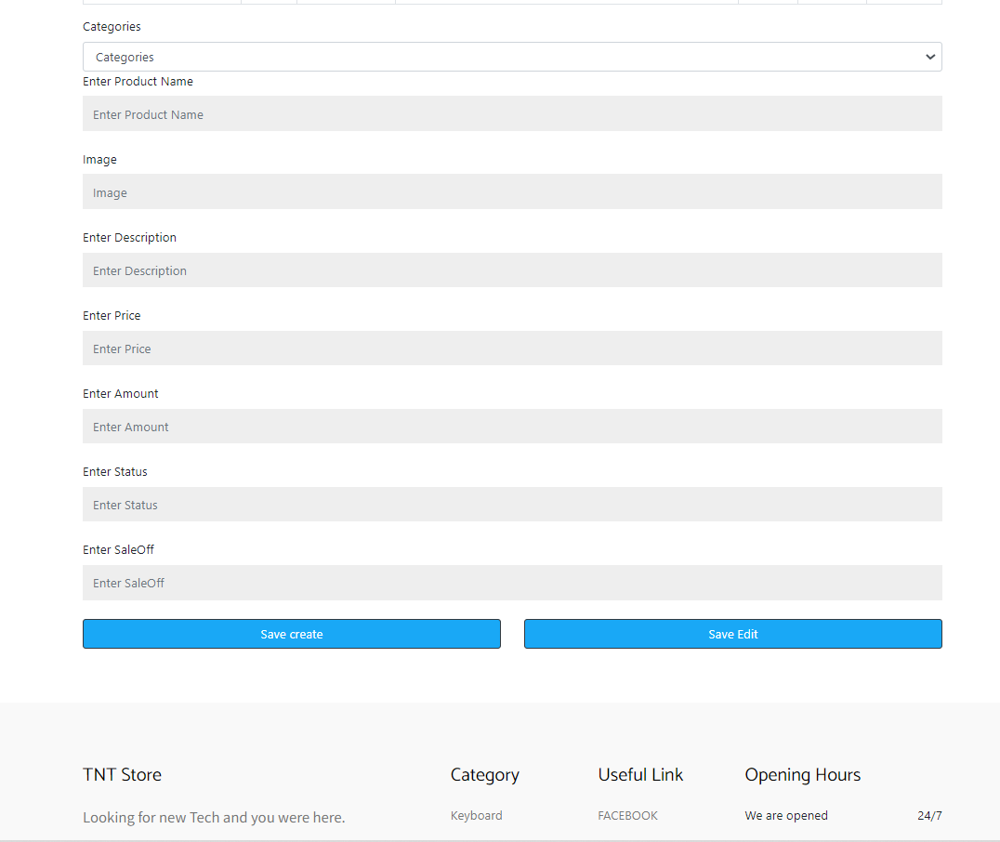 Categories
Categories
Enter Product Name
Enter Product Name
Image
Image
Enter Description
Enter Description
Enter Price
Enter Price
Enter Amount
Enter Amount
Enter Status
Enter Status
Enter SaleOff
Enter SaleOff
Save create Save Edit
TNT Store Category Useful Link Opening Hours
Looking for new Tech and you were here. Keyboard FACEBOOK We are opened 24/7